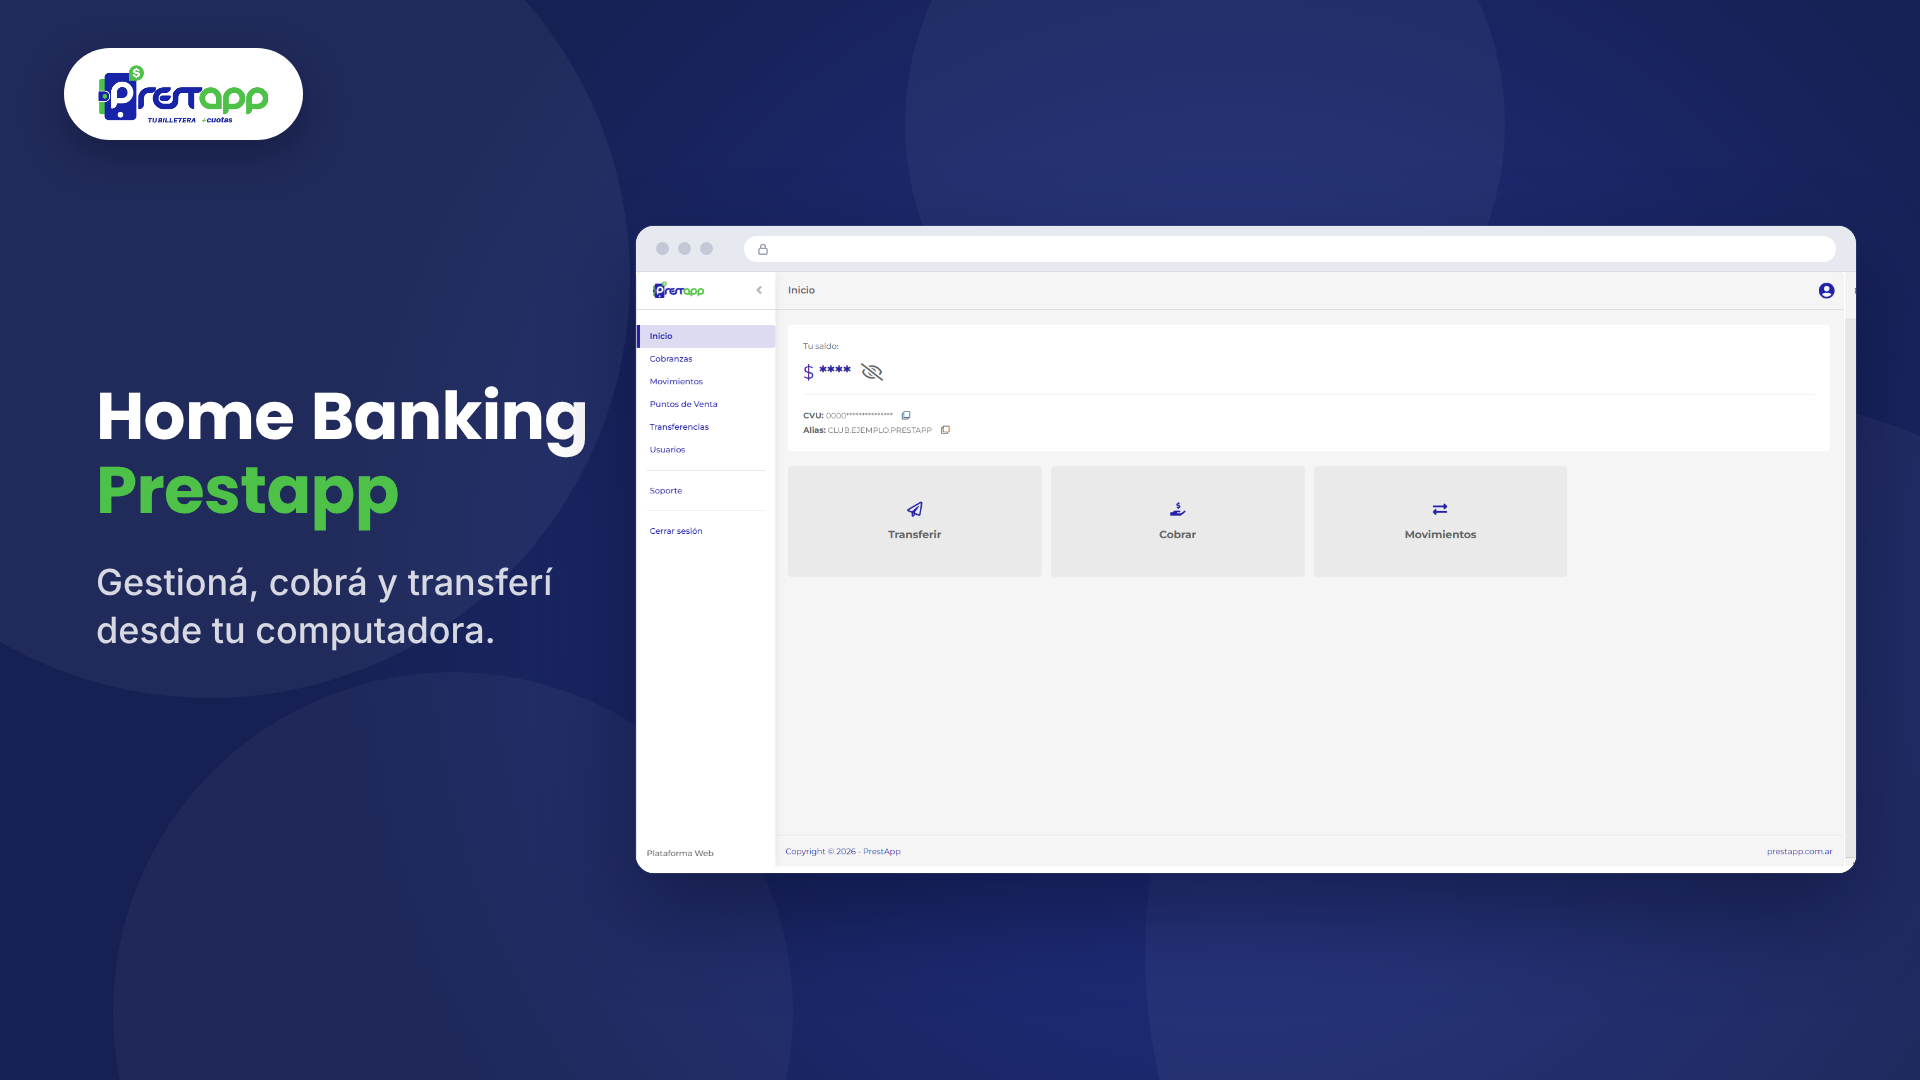 Prestapp
TU BILLETERA +cuotas
Home Banking
Prestapp
Gestioná, cobrá y transferí
desde tu computadora.
Prestapp
Inicio
Inicio
Cobranzas
Movimientos
Puntos de Venta
Transferencias
Usuarios
Soporte
Cerrar sesión
Plataforma Web
Tu saldo:
$ ****
CVU: 0000***************
Alias: CLUB.EJEMPLO.PRESTAPP
Transferir
Cobrar
Movimientos
Copyright © 2026 - PrestApp
prestapp.com.ar